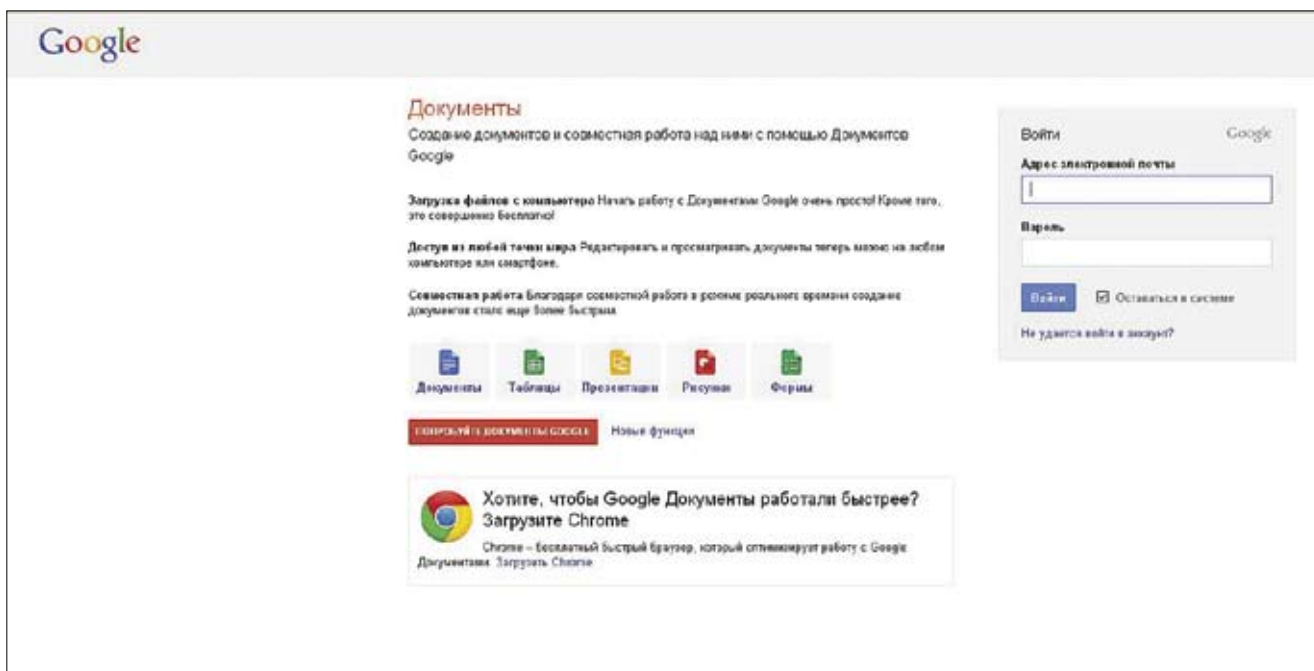 Google
Документы
Создание документов и совместная работа над ними с помощью Документов
Google
Загрузка файлов с компьютера Начать работу с Документами Google очень просто! Кроме того,
это совершенно бесплатно!
Доступ из любой точки мира Редактировать и просматривать документы теперь можно на любом
компьютере или смартфоне.
Совместная работа Благодаря совместной работе в режиме реального времени создание
документов стало еще более быстрым.
Документы Таблицы Презентации Рисунки Формы
ПОПРОБУЙТЕ ДОКУМЕНТЫ GOOGLE Новые функции
Хотите, чтобы Google Документы работали быстрее?
Загрузите Chrome
Chrome – бесплатный быстрый браузер, который оптимизирует работу с Google
Документами. Загрузить Chrome
Войти Google
Адрес электронной почты
Пароль
Войти Оставаться в системе
Не удается войти в аккаунт?